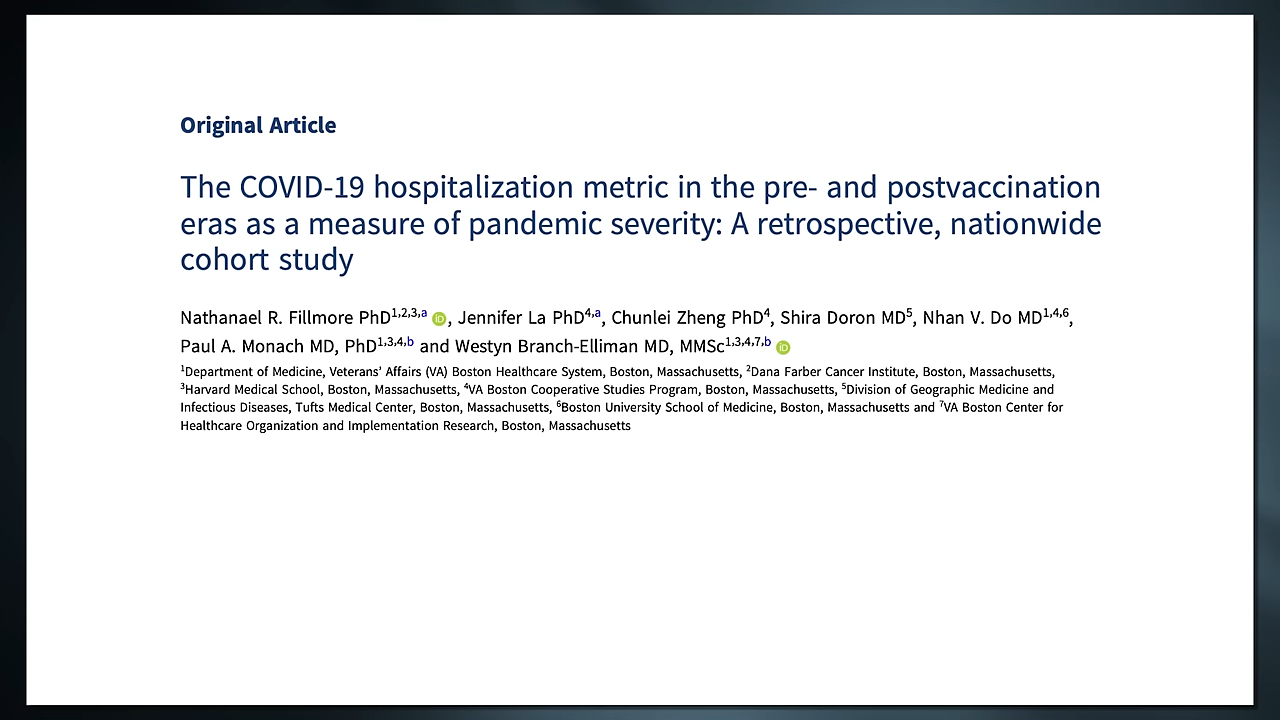 Original Article
The COVID-19 hospitalization metric in the pre- and postvaccination
eras as a measure of pandemic severity: A retrospective, nationwide
cohort study
Nathanael R. Fillmore PhD1,2,3,a iD, Jennifer La PhD4,a, Chunlei Zheng PhD4, Shira Doron MD5, Nhan V. Do MD1,4,6,
Paul A. Monach MD, PhD1,3,4,b and Westyn Branch-Elliman MD, MMSc1,3,4,7,b iD
1Department of Medicine, Veterans’ Affairs (VA) Boston Healthcare System, Boston, Massachusetts, 2Dana Farber Cancer Institute, Boston, Massachusetts,
3Harvard Medical School, Boston, Massachusetts, 4VA Boston Cooperative Studies Program, Boston, Massachusetts, 5Division of Geographic Medicine and
Infectious Diseases, Tufts Medical Center, Boston, Massachusetts, 6Boston University School of Medicine, Boston, Massachusetts and 7VA Boston Center for
Healthcare Organization and Implementation Research, Boston, Massachusetts